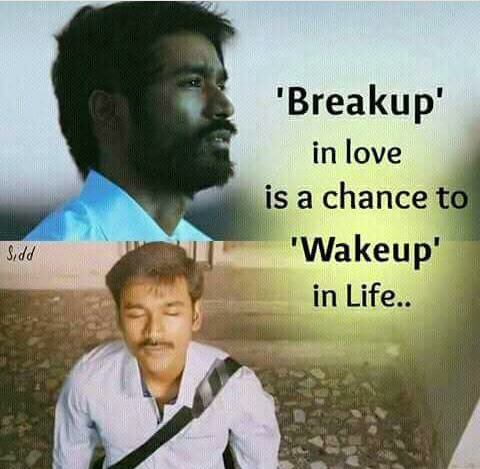 'Breakup'
in love
is a chance to
'Wakeup'
in Life..
Sidd